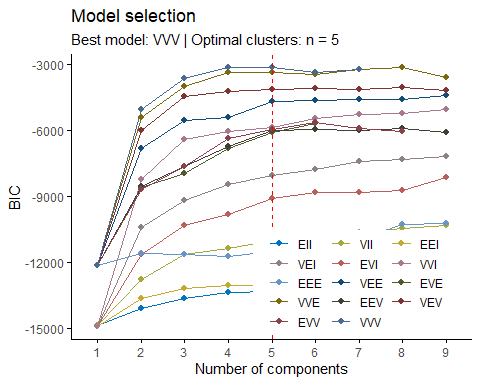 Model selection
Best model: VVV | Optimal clusters: n = 5
BIC
-3000
-6000
-9000
-12000
-15000
EII VII EEI
VEI EVI VVI
EEE VEE EVE
VVE EEV VEV
EVV VVV
1 2 3 4 5 6 7 8 9
Number of components